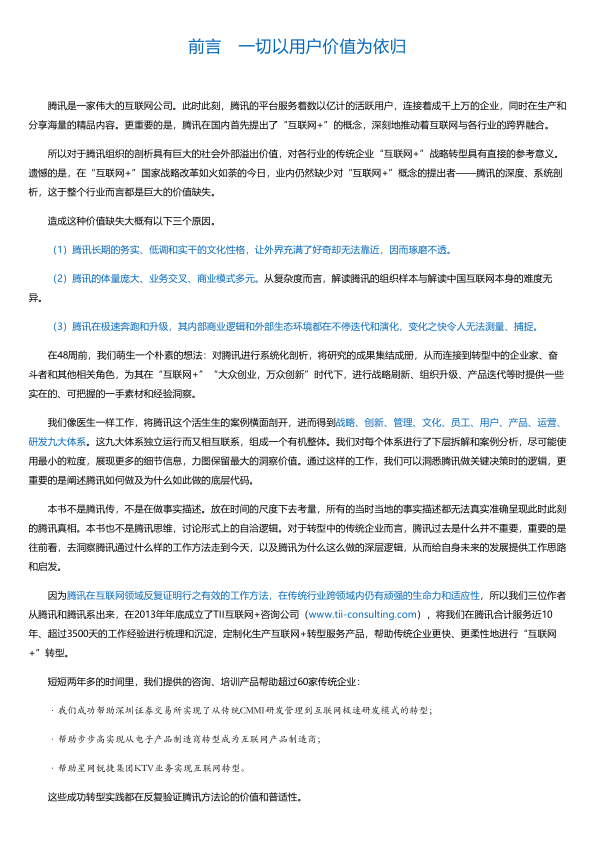 前言　一切以用户价值为依归
腾讯是一家伟大的互联网公司。此时此刻，腾讯的平台服务着数以亿计的活跃用户，连接着成千上万的企业，同时在生产和
分享海量的精品内容。更重要的是，腾讯在国内首先提出了“互联网+”的概念，深刻地推动着互联网与各行业的跨界融合。
所以对于腾讯组织的剖析具有巨大的社会外部溢出价值，对各行业的传统企业“互联网+”战略转型具有直接的参考意义。
遗憾的是，在“互联网+”国家战略改革如火如荼的今日，业内仍然缺少对“互联网+”概念的提出者——腾讯的深度、系统剖
析，这于整个行业而言都是巨大的价值缺失。
造成这种价值缺失大概有以下三个原因。
（1）腾讯长期的务实、低调和实干的文化性格，让外界充满了好奇却无法靠近，因而琢磨不透。
（2）腾讯的体量庞大、业务交叉、商业模式多元。从复杂度而言，解读腾讯的组织样本与解读中国互联网本身的难度无
异。
（3）腾讯在极速奔跑和升级，其内部商业逻辑和外部生态环境都在不停迭代和演化，变化之快令人无法测量、捕捉。
在48周前，我们萌生一个朴素的想法：对腾讯进行系统化剖析，将研究的成果集结成册，从而连接到转型中的企业家、奋
斗者和其他相关角色，为其在“互联网+”“大众创业，万众创新”时代下，进行战略刷新、组织升级、产品迭代等时提供一些
实在的、可把握的一手素材和经验洞察。
我们像医生一样工作，将腾讯这个活生生的案例横面剖开，进而得到战略、创新、管理、文化、员工、用户、产品、运营、
研发九大体系。这九大体系独立运行而又相互联系，组成一个有机整体。我们对每个体系进行了下层拆解和案例分析，尽可能使
用最小的粒度，展现更多的细节信息，力图保留最大的洞察价值。通过这样的工作，我们可以洞悉腾讯做关键决策时的逻辑，更
重要的是阐述腾讯如何做及为什么如此做的底层代码。
本书不是腾讯传，不是在做事实描述。放在时间的尺度下去考量，所有的当时当地的事实描述都无法真实准确呈现此时此刻
的腾讯真相。本书也不是腾讯思维，讨论形式上的自洽逻辑。对于转型中的传统企业而言，腾讯过去是什么并不重要，重要的是
往前看，去洞察腾讯通过什么样的工作方法走到今天，以及腾讯为什么这么做的深层逻辑，从而给自身未来的发展提供工作思路
和启发。
因为腾讯在互联网领域反复证明行之有效的工作方法，在传统行业跨领域内仍有顽强的生命力和适应性，所以我们三位作者
从腾讯和腾讯系出来，在2013年年底成立了TII互联网+咨询公司（www.tii-consulting.com），将我们在腾讯合计服务近10
年、超过3500天的工作经验进行梳理和沉淀，定制化生产互联网+转型服务产品，帮助传统企业更快、更柔性地进行“互联网
+”转型。
短短两年多的时间里，我们提供的咨询、培训产品帮助超过60家传统企业：
· 我们成功帮助深圳证券交易所实现了从传统CMMI研发管理到互联网极速研发模式的转型；
· 帮助步步高实现从电子产品制造商转型成为互联网产品制造商；
· 帮助星网锐捷集团KTV业务实现互联网转型。
这些成功转型实践都在反复验证腾讯方法论的价值和普适性。